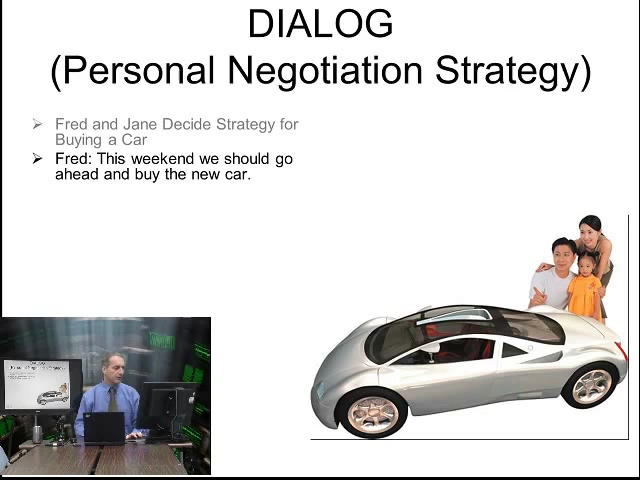 DIALOG
(Personal Negotiation Strategy)
➢ Fred and Jane Decide Strategy for
Buying a Car
➢ Fred: This weekend we should go
ahead and buy the new car.
DIALOG